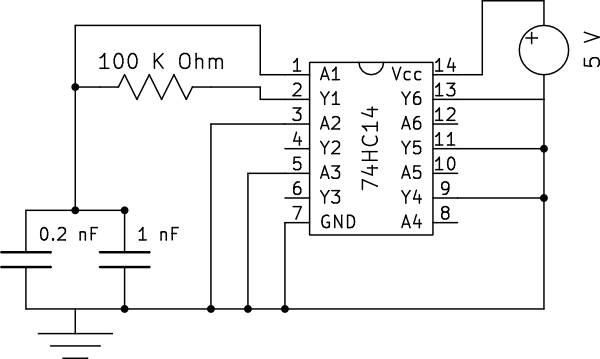 100 K Ohm
1 A1 Vcc 14
2 Y1 Y6 13
3 A2 A6 12
4 Y2 Y5 11
5 A3 A5 10
6 Y3 Y4 9
7 GND A4 8
74HC14
+
5 V
0.2 nF
1 nF